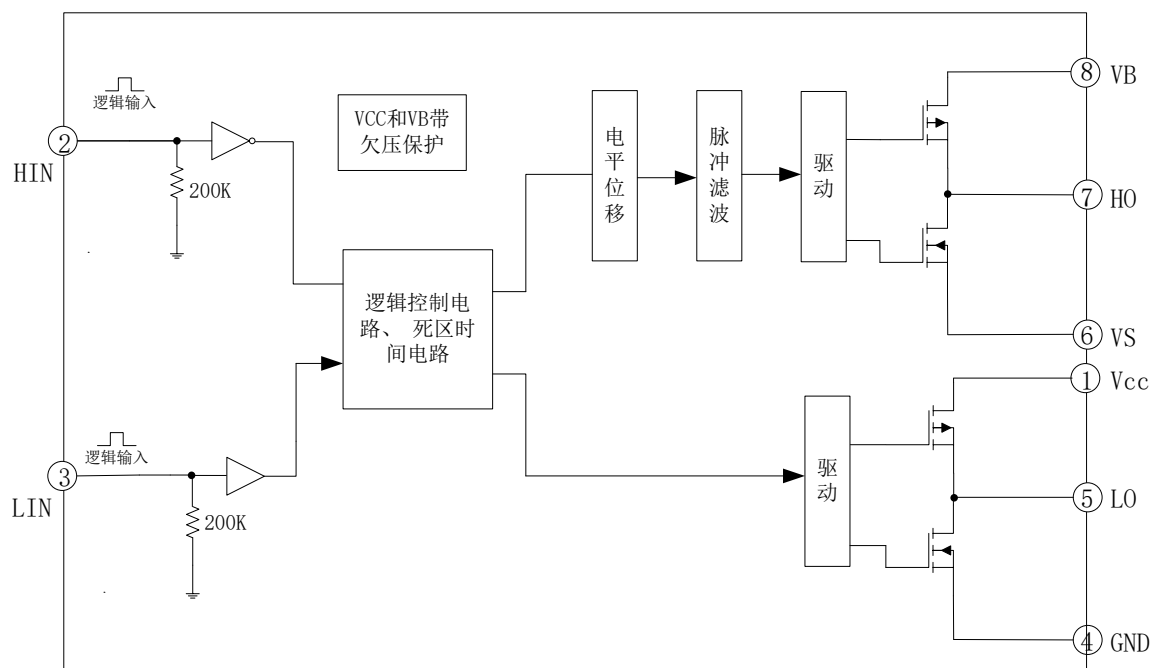 8 VB
逻辑输入
VCC和VB带
欠压保护
电平位移
脉冲滤波
驱动
2
HIN
200K
7 HO
逻辑控制电
路、 死区时
间电路
6 VS
1 Vcc
逻辑输入
3
LIN
200K
驱动
5 LO
4 GND